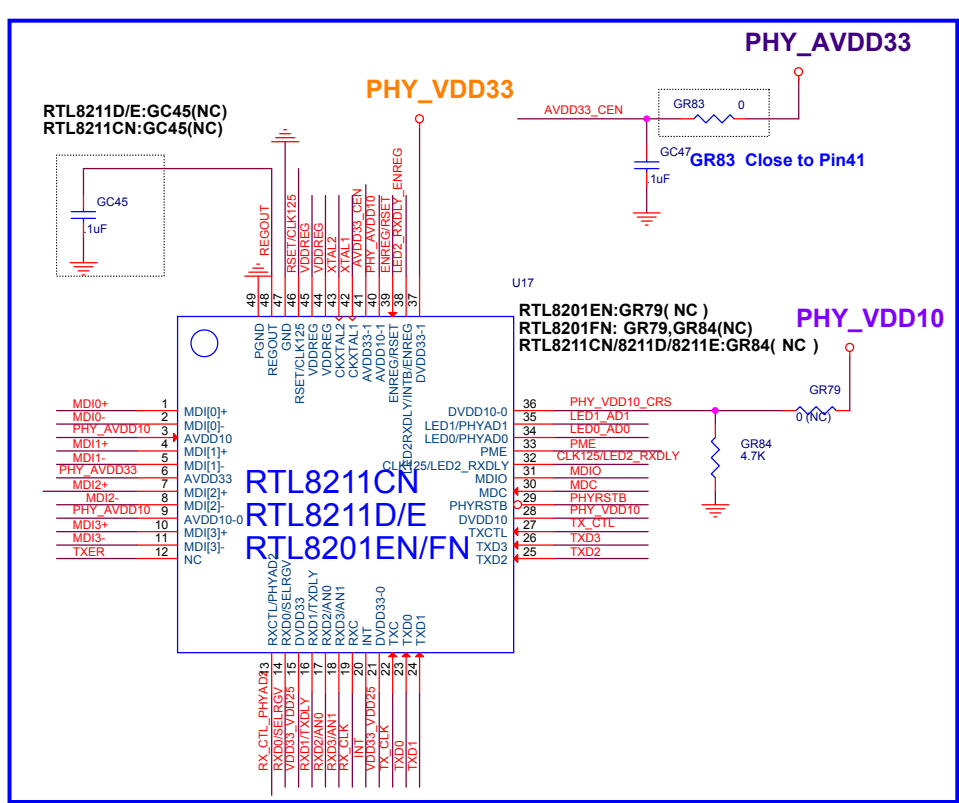 PHY_AVDD33
PHY_VDD33
RTL8211D/E:GC45(NC)
RTL8211CN:GC45(NC)
AVDD33_CEN
GR83
0
GC47
.1uF
GR83 Close to Pin41
GC45
.1uF
REGOUT
RSET/CLK125
VDDREG
VDDREG
XTAL2
XTAL1
AVDD33_CEN
PHY_AVDD10
ENREG/RSET
LED2_RXDLY_ENREG
49
48
47
46
45
44
43
42
41
40
39
38
37
PGND
REGOUT
GND
RSET/CLK125
VDDREG
VDDREG
CKXTAL2
CKXTAL1
AVDD33-1
AVDD10-1
ENREG/RSET
LED2RXDLY/INTB/ENREG
DVDD33-1
U17
RTL8201EN:GR79( NC )
RTL8201FN: GR79,GR84(NC)
RTL8211CN/8211D/8211E:GR84( NC )
PHY_VDD10
GR79
0 (NC)
GR84
4.7K
MDI0+ 1 MDI[0]+
MDI0- 2 MDI[0]-
PHY_AVDD10 3 AVDD10
MDI1+ 4 MDI[1]+
MDI1- 5 MDI[1]-
PHY_AVDD33 6 AVDD33
MDI2+ 7 MDI[2]+
MDI2- 8 MDI[2]-
PHY_AVDD10 9 AVDD10-0
MDI3+ 10 MDI[3]+
MDI3- 11 MDI[3]-
TXER 12 NC
RTL8211CN
RTL8211D/E
RTL8201EN/FN
DVDD10-0 36 PHY_VDD10_CRS
LED1/PHYAD1 35 LED1_AD1
LED0/PHYAD0 34 LED0_AD0
PME 33 PME
CLK125/LED2_RXDLY 32 CLK125/LED2_RXDLY
MDIO 31 MDIO
MDC 30 MDC
PHYRSTB 29 PHYRSTB
DVDD10 28 PHY_VDD10
TXCTL 27 TX_CTL
TXD3 26 TXD3
TXD2 25 TXD2
RXCTL/PHYAD2
RXD0/SELRGV
DVDD33
RXD1/TXDLY
RXD2/AN0
RXD3/AN1
RXC
INT
DVDD33-0
TXC
TXD0
TXD1
13
14
15
16
17
18
19
20
21
22
23
24
RX_CTL_PHYAD2
RXD0/SELRGV
VDD33_VDD25
RXD1/TXDLY
RXD2/AN0
RXD3/AN1
RX_CLK
INT
VDD33_VDD25
TX_CLK
TXD0
TXD1